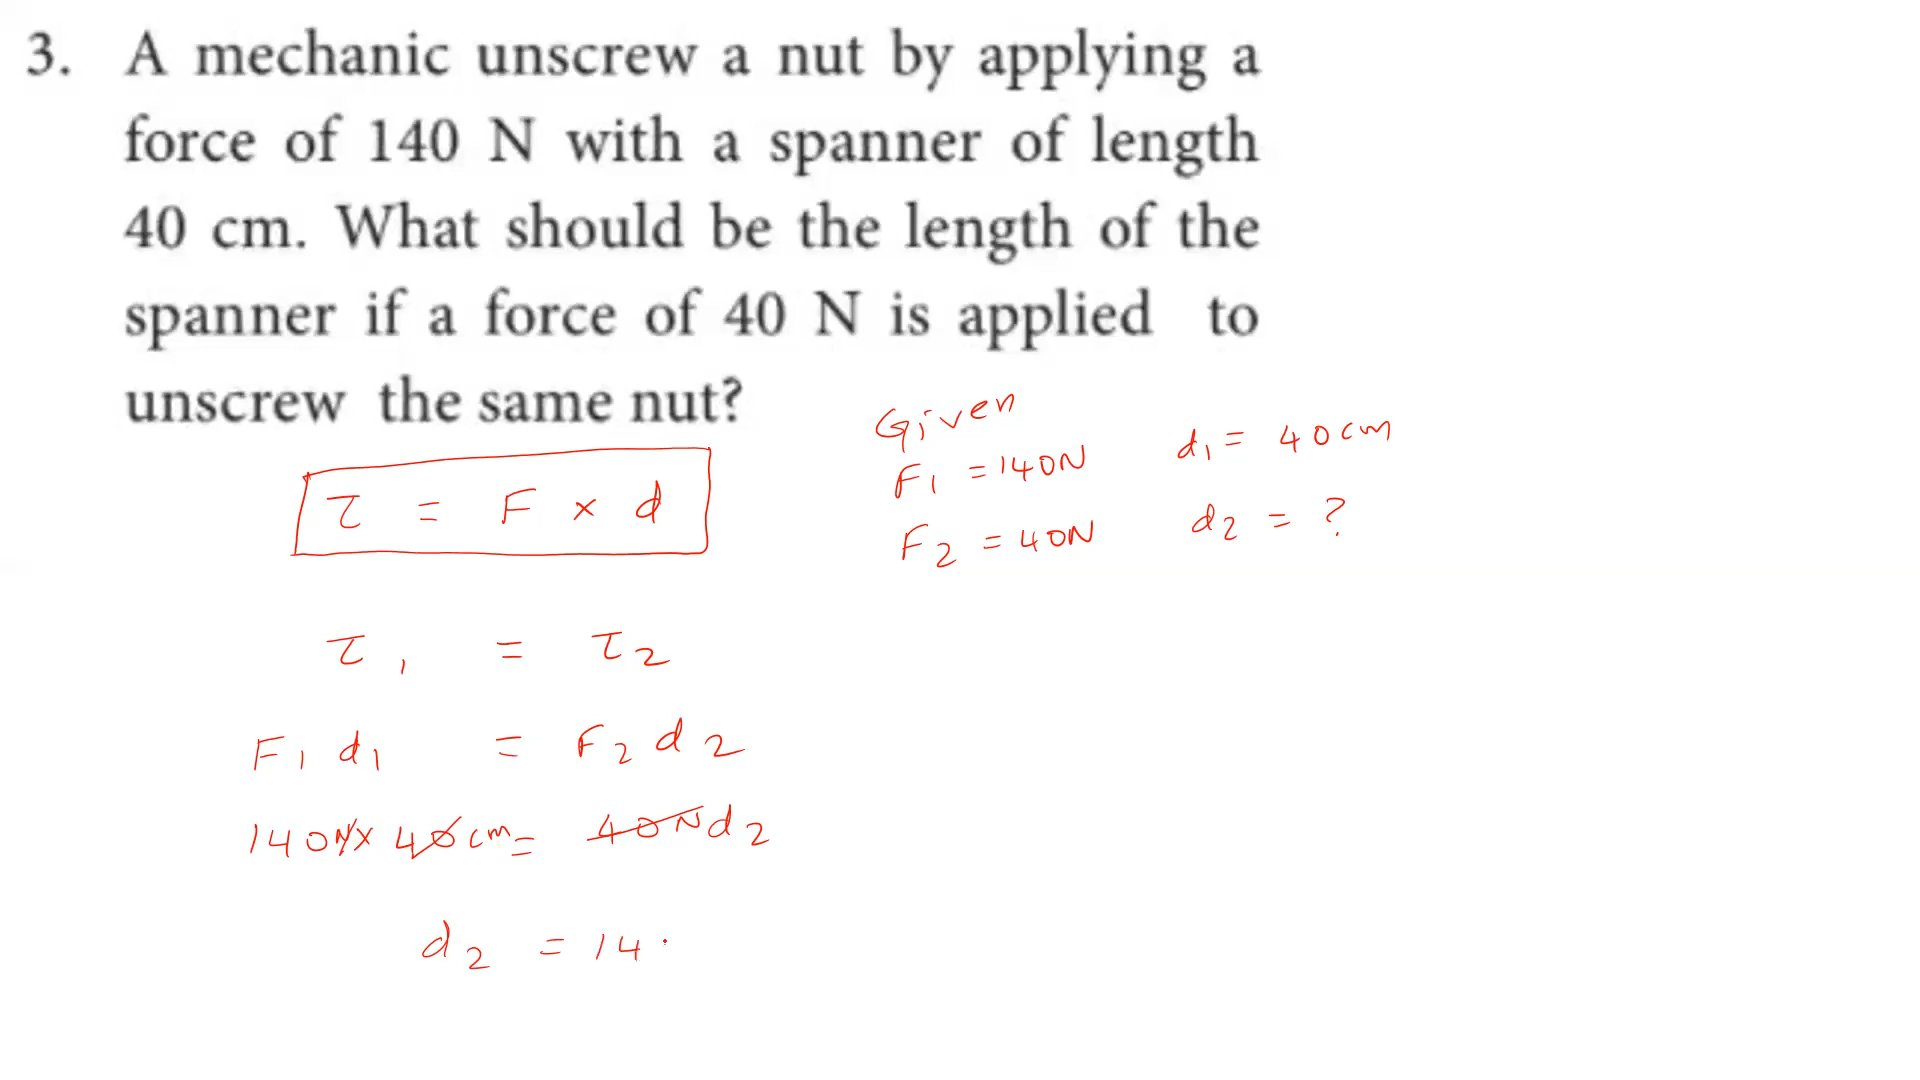 3. A mechanic unscrew a nut by applying a
force of 140 N with a spanner of length
40 cm. What should be the length of the
spanner if a force of 40 N is applied to
unscrew the same nut?
Given
F1 = 140N d1 = 40cm
F2 = 40N d2 = ?
τ = F × d
τ1 = τ2
F1 d1 = F2 d2
140N × 40cm = 40N d2
d2 = 14